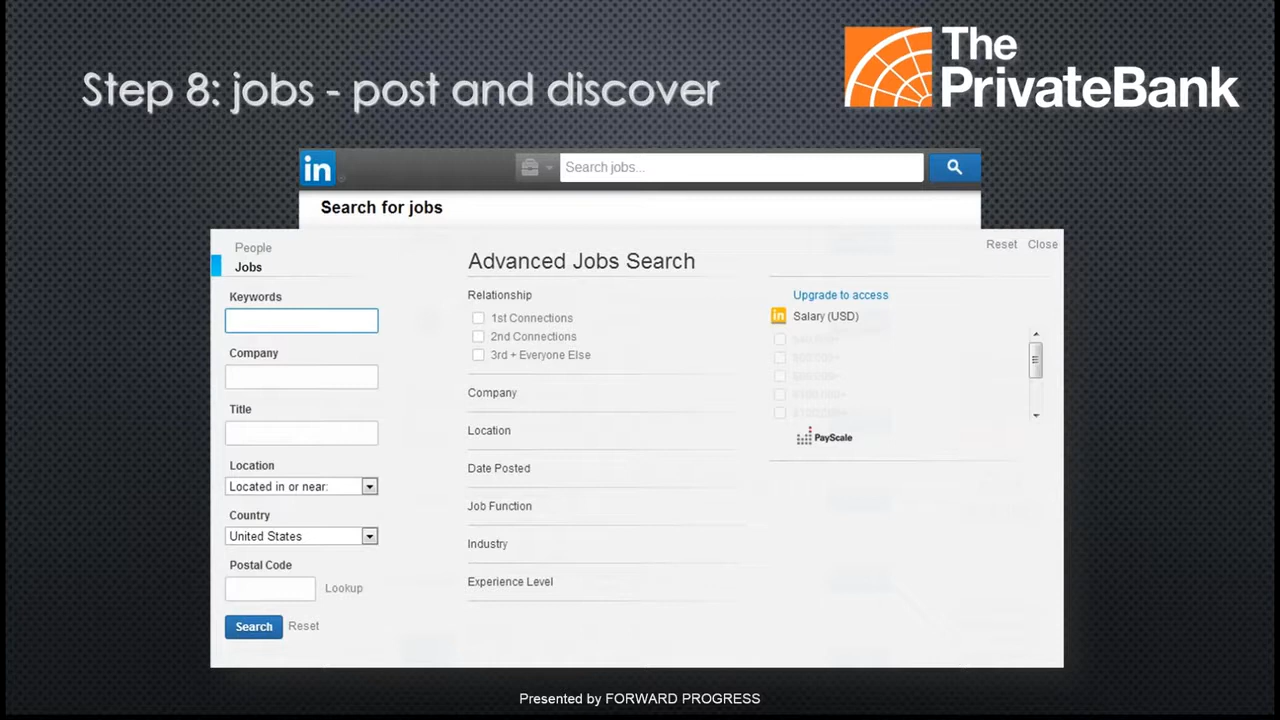 Step 8: jobs - post and discover
The
PrivateBank
in
Search jobs...
Search for jobs
People
Jobs
Reset Close
Advanced Jobs Search
Keywords
Company
Title
Location
Located in or near:
Country
United States
Postal Code
Lookup
Search Reset
Relationship
1st Connections
2nd Connections
3rd + Everyone Else
Company
Location
Date Posted
Job Function
Industry
Experience Level
Upgrade to access
in Salary (USD)
PayScale
Presented by FORWARD PROGRESS